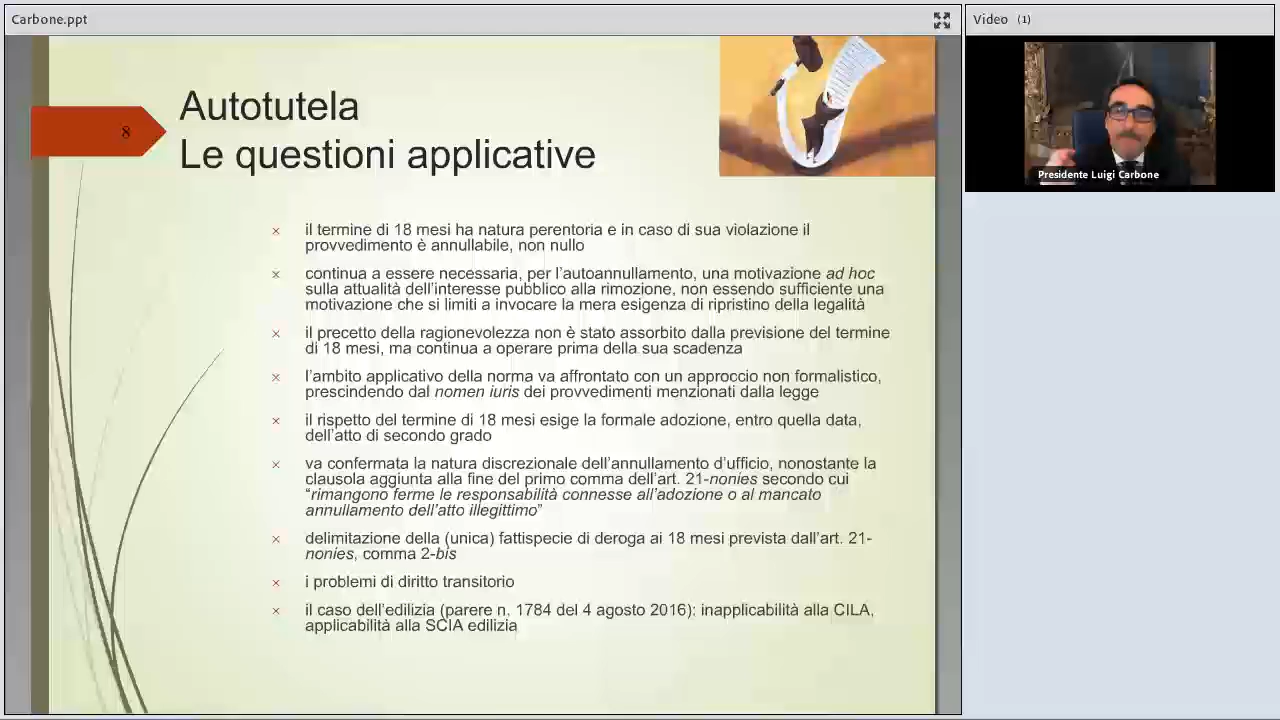 Carbone.ppt
Video (1)
8
Autotutela
Le questioni applicative
Presidente Luigi Carbone
× il termine di 18 mesi ha natura perentoria e in caso di sua violazione il
provvedimento è annullabile, non nullo
× continua a essere necessaria, per l’autoannullamento, una motivazione ad hoc
sulla attualità dell’interesse pubblico alla rimozione, non essendo sufficiente una
motivazione che si limiti a invocare la mera esigenza di ripristino della legalità
× il precetto della ragionevolezza non è stato assorbito dalla previsione del termine
di 18 mesi, ma continua a operare prima della sua scadenza
× l’ambito applicativo della norma va affrontato con un approccio non formalistico,
prescindendo dal nomen iuris dei provvedimenti menzionati dalla legge
× il rispetto del termine di 18 mesi esige la formale adozione, entro quella data,
dell’atto di secondo grado
× va confermata la natura discrezionale dell’annullamento d’ufficio, nonostante la
clausola aggiunta alla fine del primo comma dell’art. 21-nonies secondo cui
“rimangono ferme le responsabilità connesse all’adozione o al mancato
annullamento dell’atto illegittimo”
× delimitazione della (unica) fattispecie di deroga ai 18 mesi prevista dall’art. 21-
nonies, comma 2-bis
× i problemi di diritto transitorio
× il caso dell’edilizia (parere n. 1784 del 4 agosto 2016): inapplicabilità alla CILA,
applicabilità alla SCIA edilizia